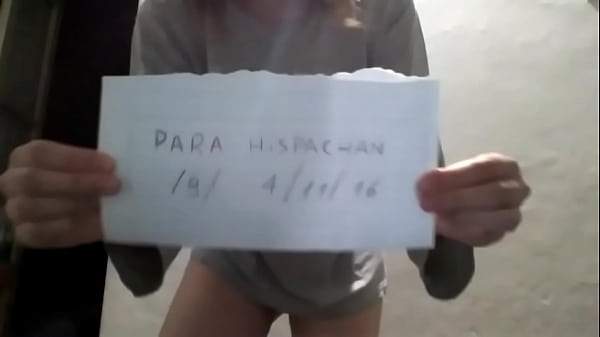 PARA HISPACHAN
/g/ 4/11/16